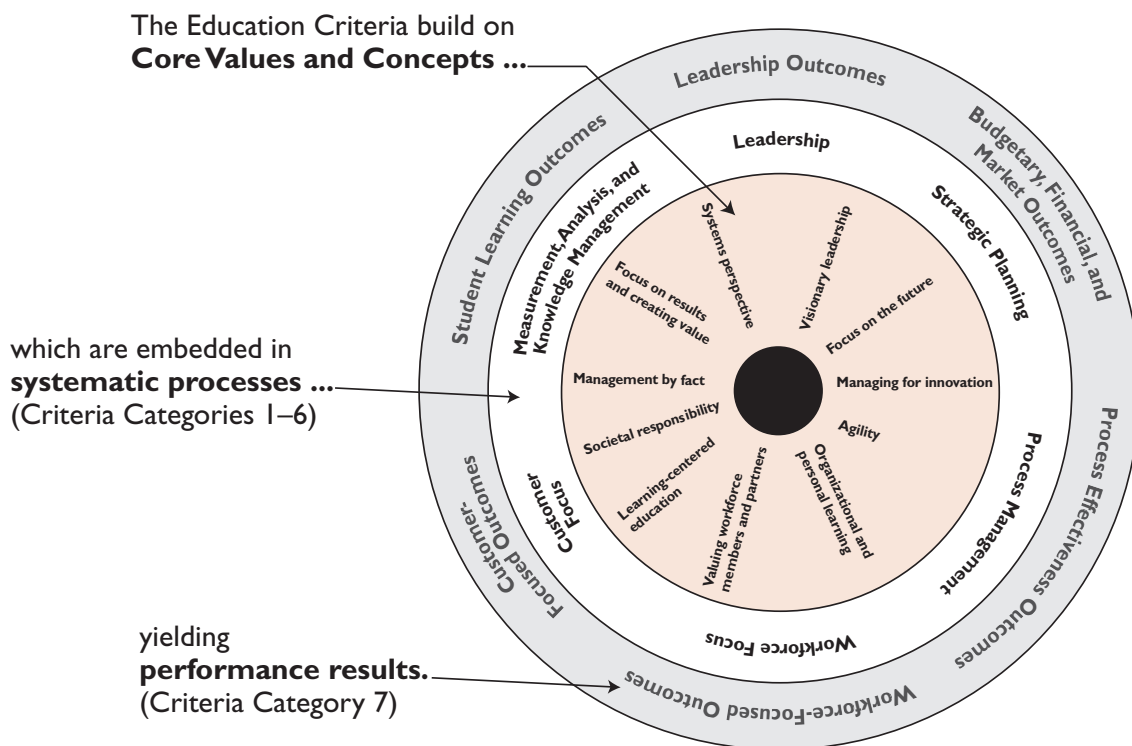 The Education Criteria build on
Core Values and Concepts ...
which are embedded in
systematic processes ...
(Criteria Categories 1–6)
yielding
performance results.
(Criteria Category 7)
Leadership Outcomes
Budgetary, Financial, and
Market Outcomes
Process Effectiveness Outcomes
Workforce-Focused Outcomes
Customer-
Focused Outcomes
Student Learning Outcomes
Leadership
Strategic Planning
Process Management
Workforce Focus
Customer
Focus
Measurement, Analysis, and
Knowledge Management
Systems perspective
Visionary leadership
Focus on the future
Managing for innovation
Agility
Organizational and
personal learning
Valuing workforce
members and partners
Learning-centered
education
Societal responsibility
Management by fact
Focus on results
and creating value